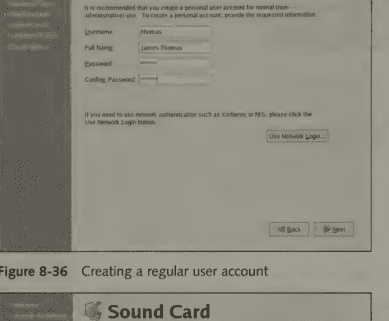 It is recommended that you create a personal user account for normal (non-
administrative) use. To create a personal account, provide the requested information.
Username: thomas
Full Name: James Thomas
Password: ********
Confirm Password: *******
If you need to use network authentication such as Kerberos or NIS, please click the
Use Network Login button.
Use Network Login...
Back Next
Figure 8-36 Creating a regular user account
Sound Card